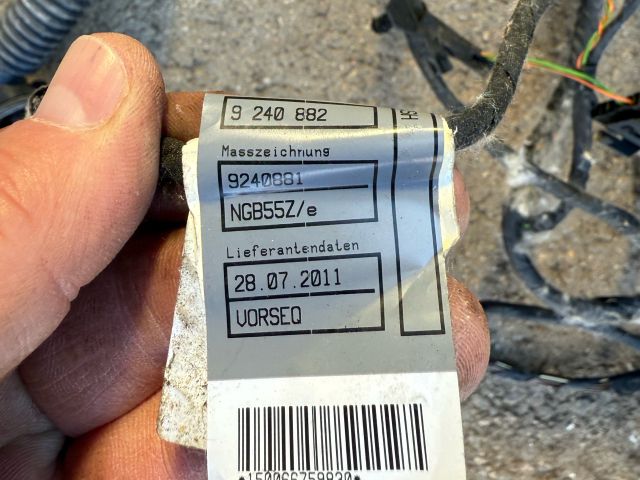 9 240 882
Masszeichnung
9240881
NGB55Z/e
Lieferantendaten
28.07.2011
VORSEQ